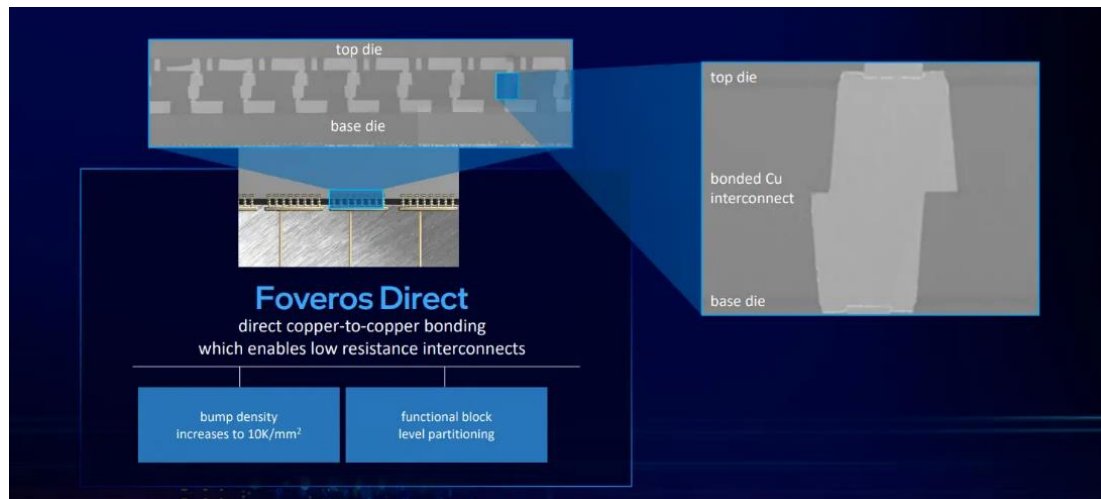 top die
base die
top die
bonded Cu
interconnect
base die
Foveros Direct
direct copper-to-copper bonding
which enables low resistance interconnects
bump density
increases to 10K/mm²
functional block
level partitioning